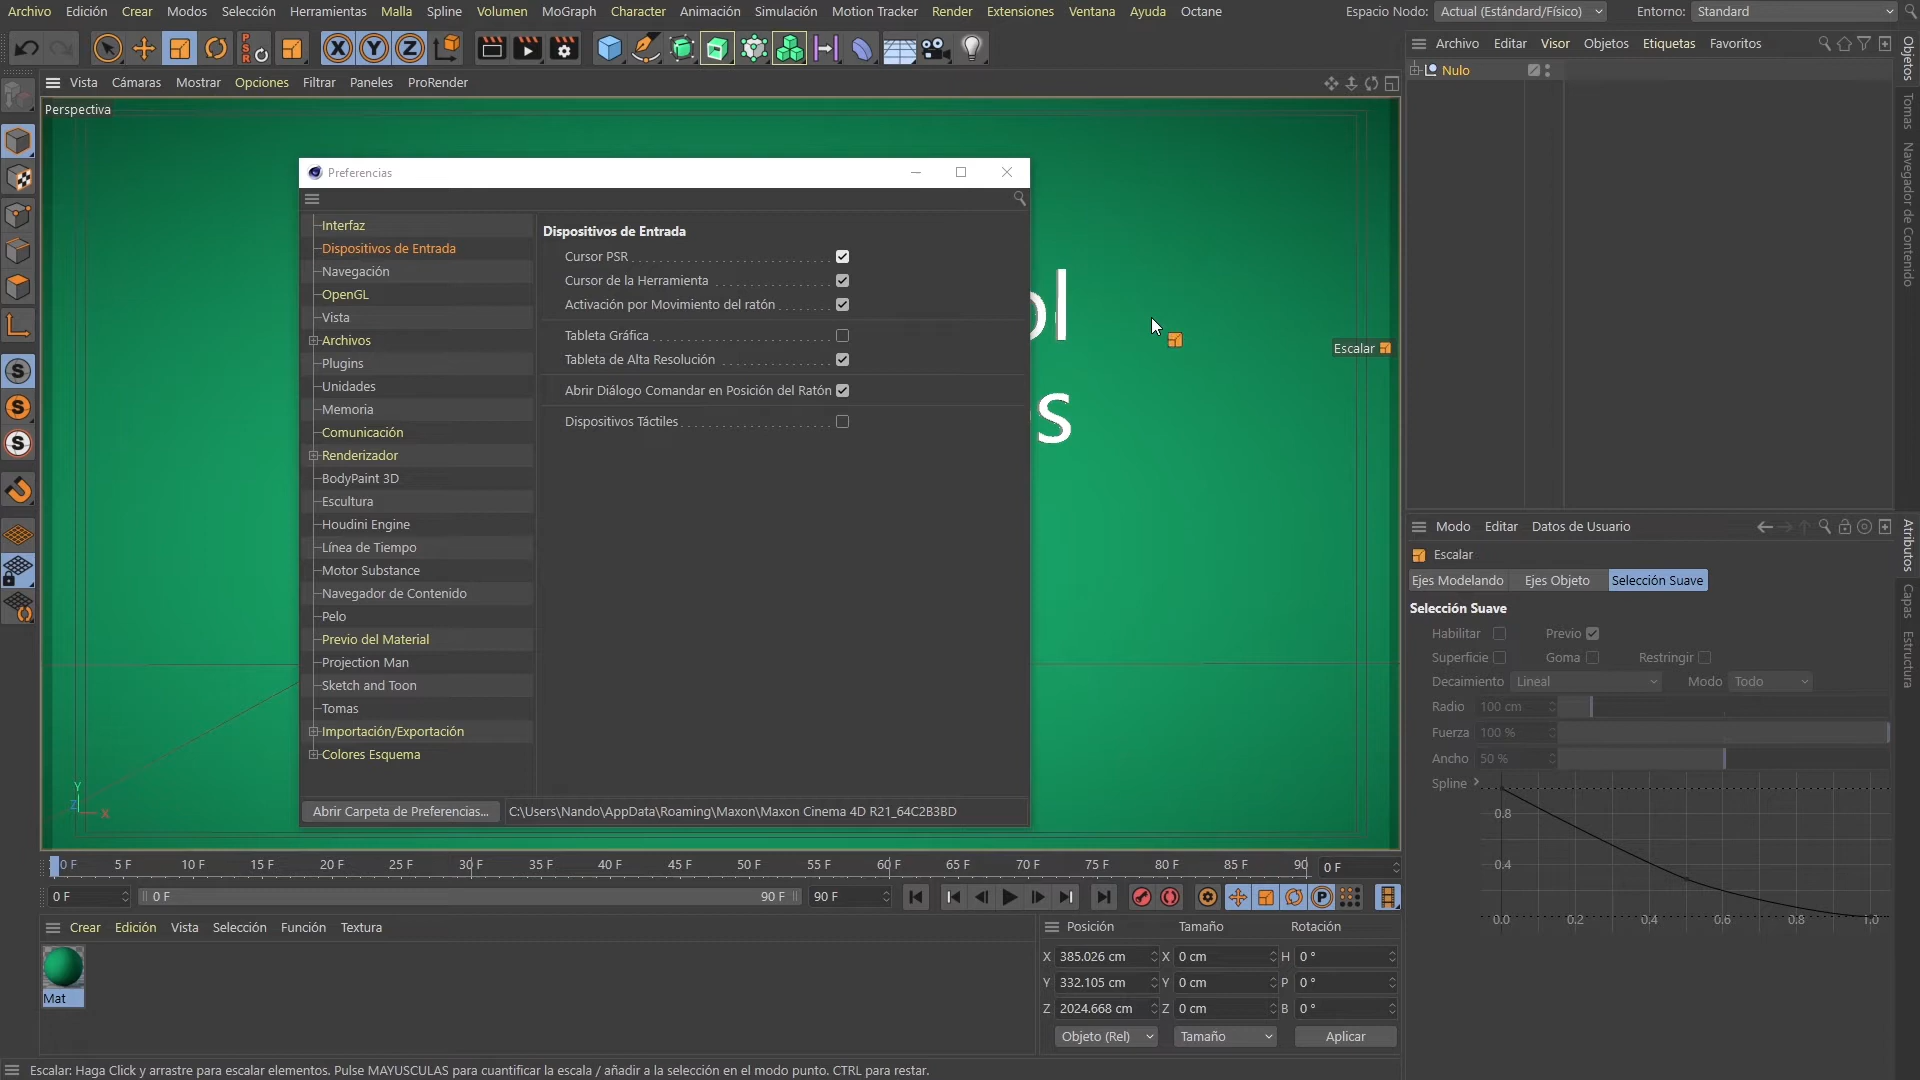 Archivo Edición Crear Modos Selección Herramientas Malla Spline Volumen MoGraph Character Animación Simulación Motion Tracker Render Extensiones Ventana Ayuda Octane Espacio Nodo: Actual (Estándar/Físico) Entorno: Standard
Archivo Editar Visor Objetos Etiquetas Favoritos
Nulo
Objetos
Tomas
Navegador de Contenido
Vista Cámaras Mostrar Opciones Filtrar Paneles ProRender
Perspectiva
Preferencias
Interfaz
Dispositivos de Entrada
Navegación
OpenGL
Vista
Archivos
Plugins
Unidades
Memoria
Comunicación
Renderizador
BodyPaint 3D
Escultura
Houdini Engine
Línea de Tiempo
Motor Substance
Navegador de Contenido
Pelo
Previo del Material
Projection Man
Sketch and Toon
Tomas
Importación/Exportación
Colores Esquema
Dispositivos de Entrada
Cursor PSR
Cursor de la Herramienta
Activación por Movimiento del ratón
Tableta Gráfica
Tableta de Alta Resolución
Abrir Diálogo Comandar en Posición del Ratón
Dispositivos Táctiles
Abrir Carpeta de Preferencias... C:\Users\Nando\AppData\Roaming\Maxon\Maxon Cinema 4D R21_64C2B3BD
ol
s
Escalar
Y
Z X
Modo Editar Datos de Usuario
Escalar
Ejes Modelando Ejes Objeto Selección Suave
Selección Suave
Habilitar Previo
Superficie Goma Restringir
Decaimiento Lineal Modo Todo
Radio 100 cm
Fuerza 100 %
Ancho 50 %
Spline
0.8
0.4
0.0 0.2 0.4 0.6 0.8 1.0
Atributos
Capas
Estructura
0 F 5 F 10 F 15 F 20 F 25 F 30 F 35 F 40 F 45 F 50 F 55 F 60 F 65 F 70 F 75 F 80 F 85 F 90 0 F
0 F 0 F 90 F 90 F
Crear Edición Vista Selección Función Textura
Mat
Posición Tamaño Rotación
X 385.026 cm X 0 cm H 0 °
Y 332.105 cm Y 0 cm P 0 °
Z 2024.668 cm Z 0 cm B 0 °
Objeto (Rel) Tamaño Aplicar
Escalar: Haga Click y arrastre para escalar elementos. Pulse MAYUSCULAS para cuantificar la escala / añadir a la selección en el modo punto. CTRL para restar.